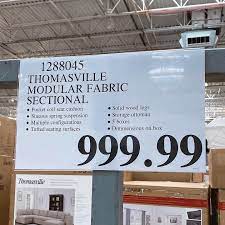 1288045
THOMASVILLE
MODULAR FABRIC
SECTIONAL
• Pocket coil seat cushion
• Sinuous spring suspension
• Multiple configurations
• Tufted seating surfaces
• Solid wood legs
• Storage ottoman
• 5 boxes
• Dimensions on box
999.99
Thomasville